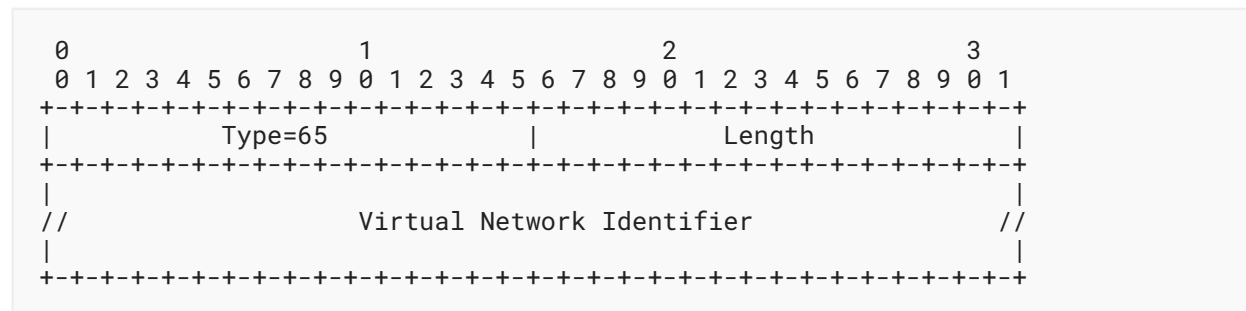 0                   1                   2                   3
 0 1 2 3 4 5 6 7 8 9 0 1 2 3 4 5 6 7 8 9 0 1 2 3 4 5 6 7 8 9 0 1
+-+-+-+-+-+-+-+-+-+-+-+-+-+-+-+-+-+-+-+-+-+-+-+-+-+-+-+-+-+-+-+-+
|           Type=65             |            Length             |
+-+-+-+-+-+-+-+-+-+-+-+-+-+-+-+-+-+-+-+-+-+-+-+-+-+-+-+-+-+-+-+-+
|                                                               |
//                   Virtual Network Identifier                //
|                                                               |
+-+-+-+-+-+-+-+-+-+-+-+-+-+-+-+-+-+-+-+-+-+-+-+-+-+-+-+-+-+-+-+-+